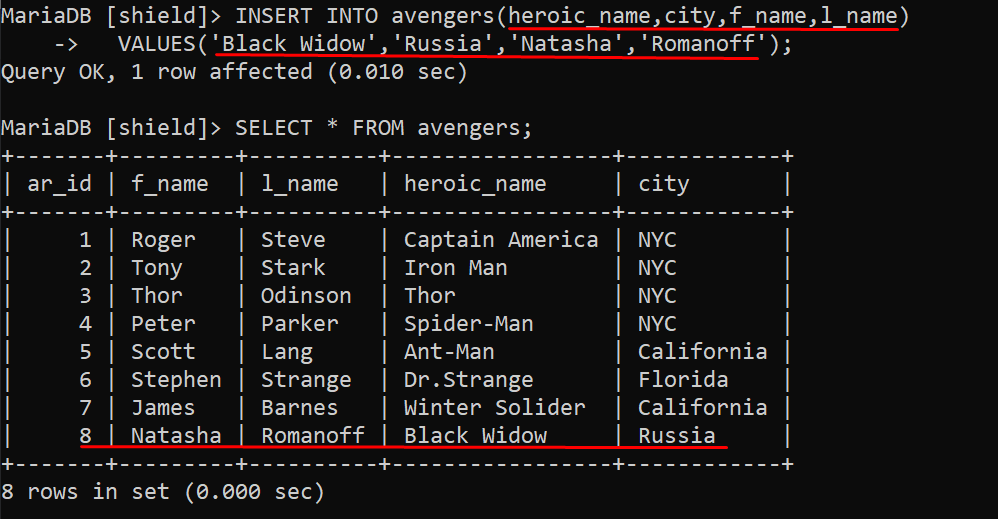 MariaDB [shield]> INSERT INTO avengers(heroic_name,city,f_name,l_name)
    ->   VALUES('Black Widow','Russia','Natasha','Romanoff');
Query OK, 1 row affected (0.010 sec)

MariaDB [shield]> SELECT * FROM avengers;
+-------+---------+----------+-----------------+------------+
| ar_id | f_name  | l_name   | heroic_name     | city       |
+-------+---------+----------+-----------------+------------+
|     1 | Roger   | Steve    | Captain America | NYC        |
|     2 | Tony    | Stark    | Iron Man        | NYC        |
|     3 | Thor    | Odinson  | Thor            | NYC        |
|     4 | Peter   | Parker   | Spider-Man      | NYC        |
|     5 | Scott   | Lang     | Ant-Man         | California |
|     6 | Stephen | Strange  | Dr.Strange      | Florida    |
|     7 | James   | Barnes   | Winter Solider  | California |
|     8 | Natasha | Romanoff | Black Widow     | Russia     |
+-------+---------+----------+-----------------+------------+
8 rows in set (0.000 sec)